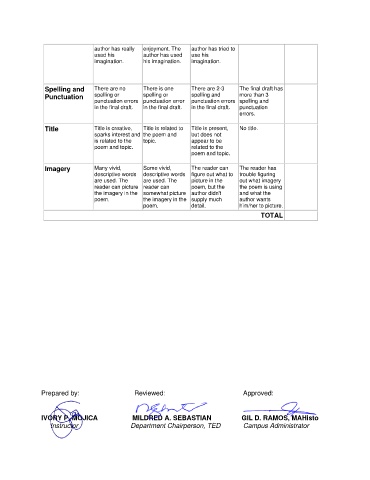 author has really
used his
imagination.
enjoyment. The
author has used
his imagination.
author has tried to
use his
imagination.
Spelling and
Punctuation
There are no
spelling or
punctuation errors
in the final draft.
There is one
spelling or
punctuation error
in the final draft.
There are 2-3
spelling and
punctuation errors
in the final draft.
The final draft has
more than 3
spelling and
punctuation
errors.
Title
Title is creative,
sparks interest and
is related to the
poem and topic.
Title is related to
the poem and
topic.
Title is present,
but does not
appear to be
related to the
poem and topic.
No title
Imagery
Many vivid,
descriptive words
are used. The
reader can picture
the imagery in the
poem.
Some vivid,
descriptive words
are used. The
reader can
somewhat picture
the imagery in the
poem.
The reader can
figure out what to
picture in the
poem, but the
author didn't
supply much
detail.
The reader has
trouble figuring
out what imagery
the poem is using
and what the
author wants
him/her to picture.
TOTAL
Prepared by:
Reviewed:
Approved:
IVORY P. MOJICA
MILDRED A. SEBASTIAN
GIL D. RAMOS, MAHisto
Instructor
Department Chairperson, TED
Campus Administrator